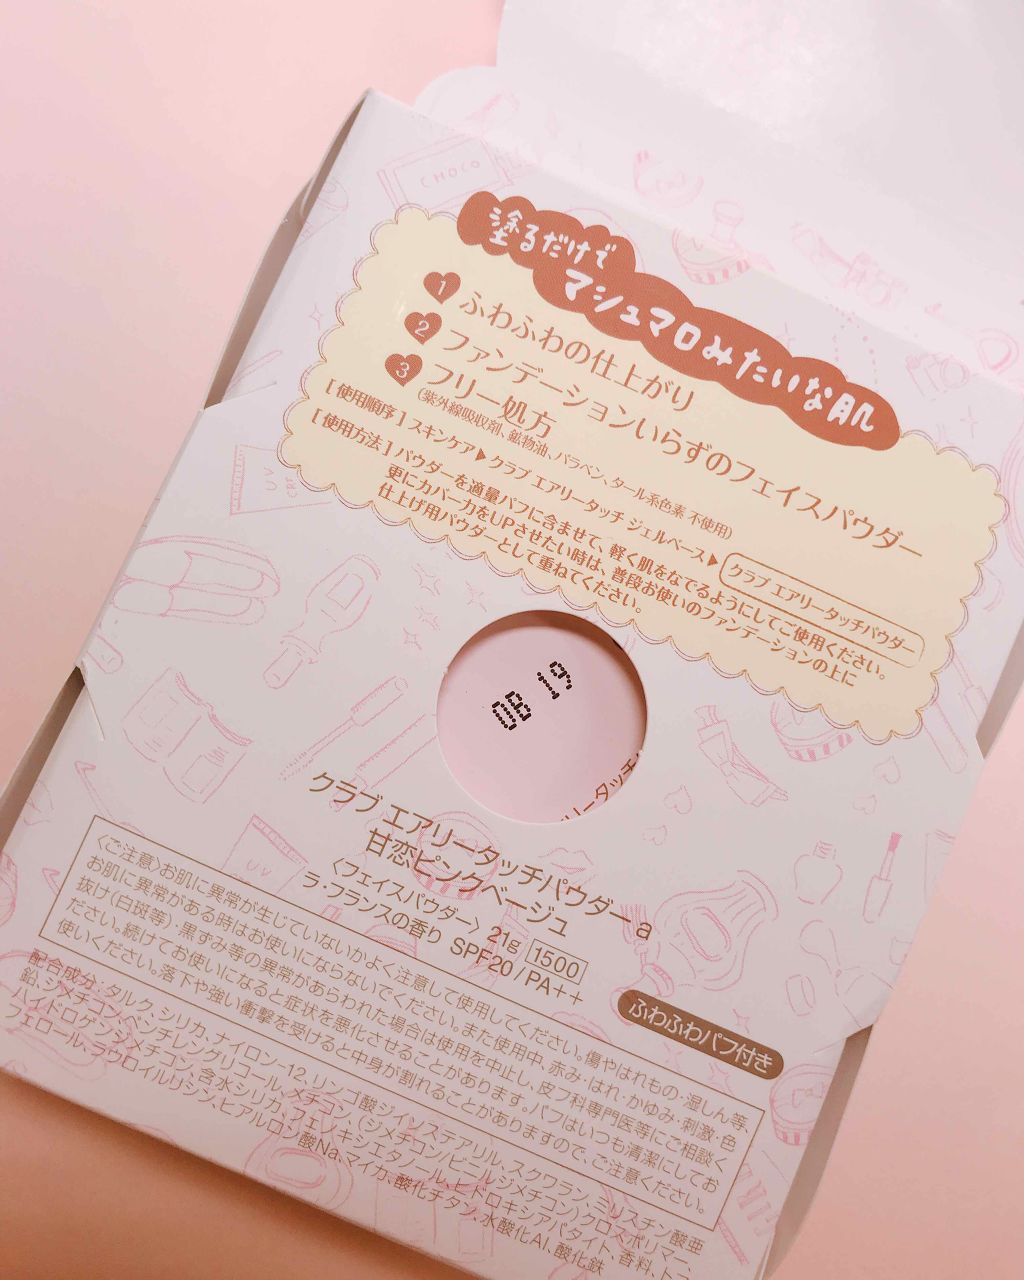 CHOCO
塗るだけで
マシュマロみたいな肌
1 ふわふわの仕上がり
2 ファンデーションいらずのフェイスパウダー
3 フリー処方
(紫外線吸収剤、鉱物油、パラベン、タール系色素 不使用)
[使用順序] スキンケア▶クラブ エアリータッチ ジェルベース▶クラブ エアリータッチパウダー
[使用方法] パウダーを適量パフに含ませて、軽く肌をなでるようにしてご使用ください。
更にカバー力をUPさせたい時は、普段お使いのファンデーションの上に
仕上げ用パウダーとして重ねてください。
UV
19
リータッチ
クラブ エアリータッチパウダー a
甘恋ピンクベージュ
〈フェイスパウダー〉 21g 1500
ラ・フランスの香り SPF20/PA++
ふわふわパフ付き
UV
〈ご注意〉お肌に異常が生じていないかよく注意して使用してください。傷やはれもの・湿しん等
お肌に異常がある時はお使いにならないでください。また使用中、赤み・はれ・かゆみ・刺激・色
抜け(白斑等)・黒ずみ等の異常があらわれた場合は使用を中止し、皮フ科専門医等にご相談く
ださい。続けてお使いになると症状を悪化させることがあります。パフはいつも清潔にしてお
使いください。落下や強い衝撃を受けると中身が割れることがありますので、ご注意ください。
配合成分:タルク、シリカ、ナイロン-12、リンゴ酸ジイソステアリル、スクワラン、ミリスチン酸亜
鉛、ジメチコン、ペンチレングリコール、メチコン、(ジメチコン/ビニルジメチコン)クロスポリマー、
ハイドロゲンジメチコン、含水シリカ、フェノキシエタノール、ヒドロキシアパタイト、香料、トコ
フェロール、ラウロイルリシン、ヒアルロン酸Na、マイカ、酸化チタン、水酸化Al、酸化鉄